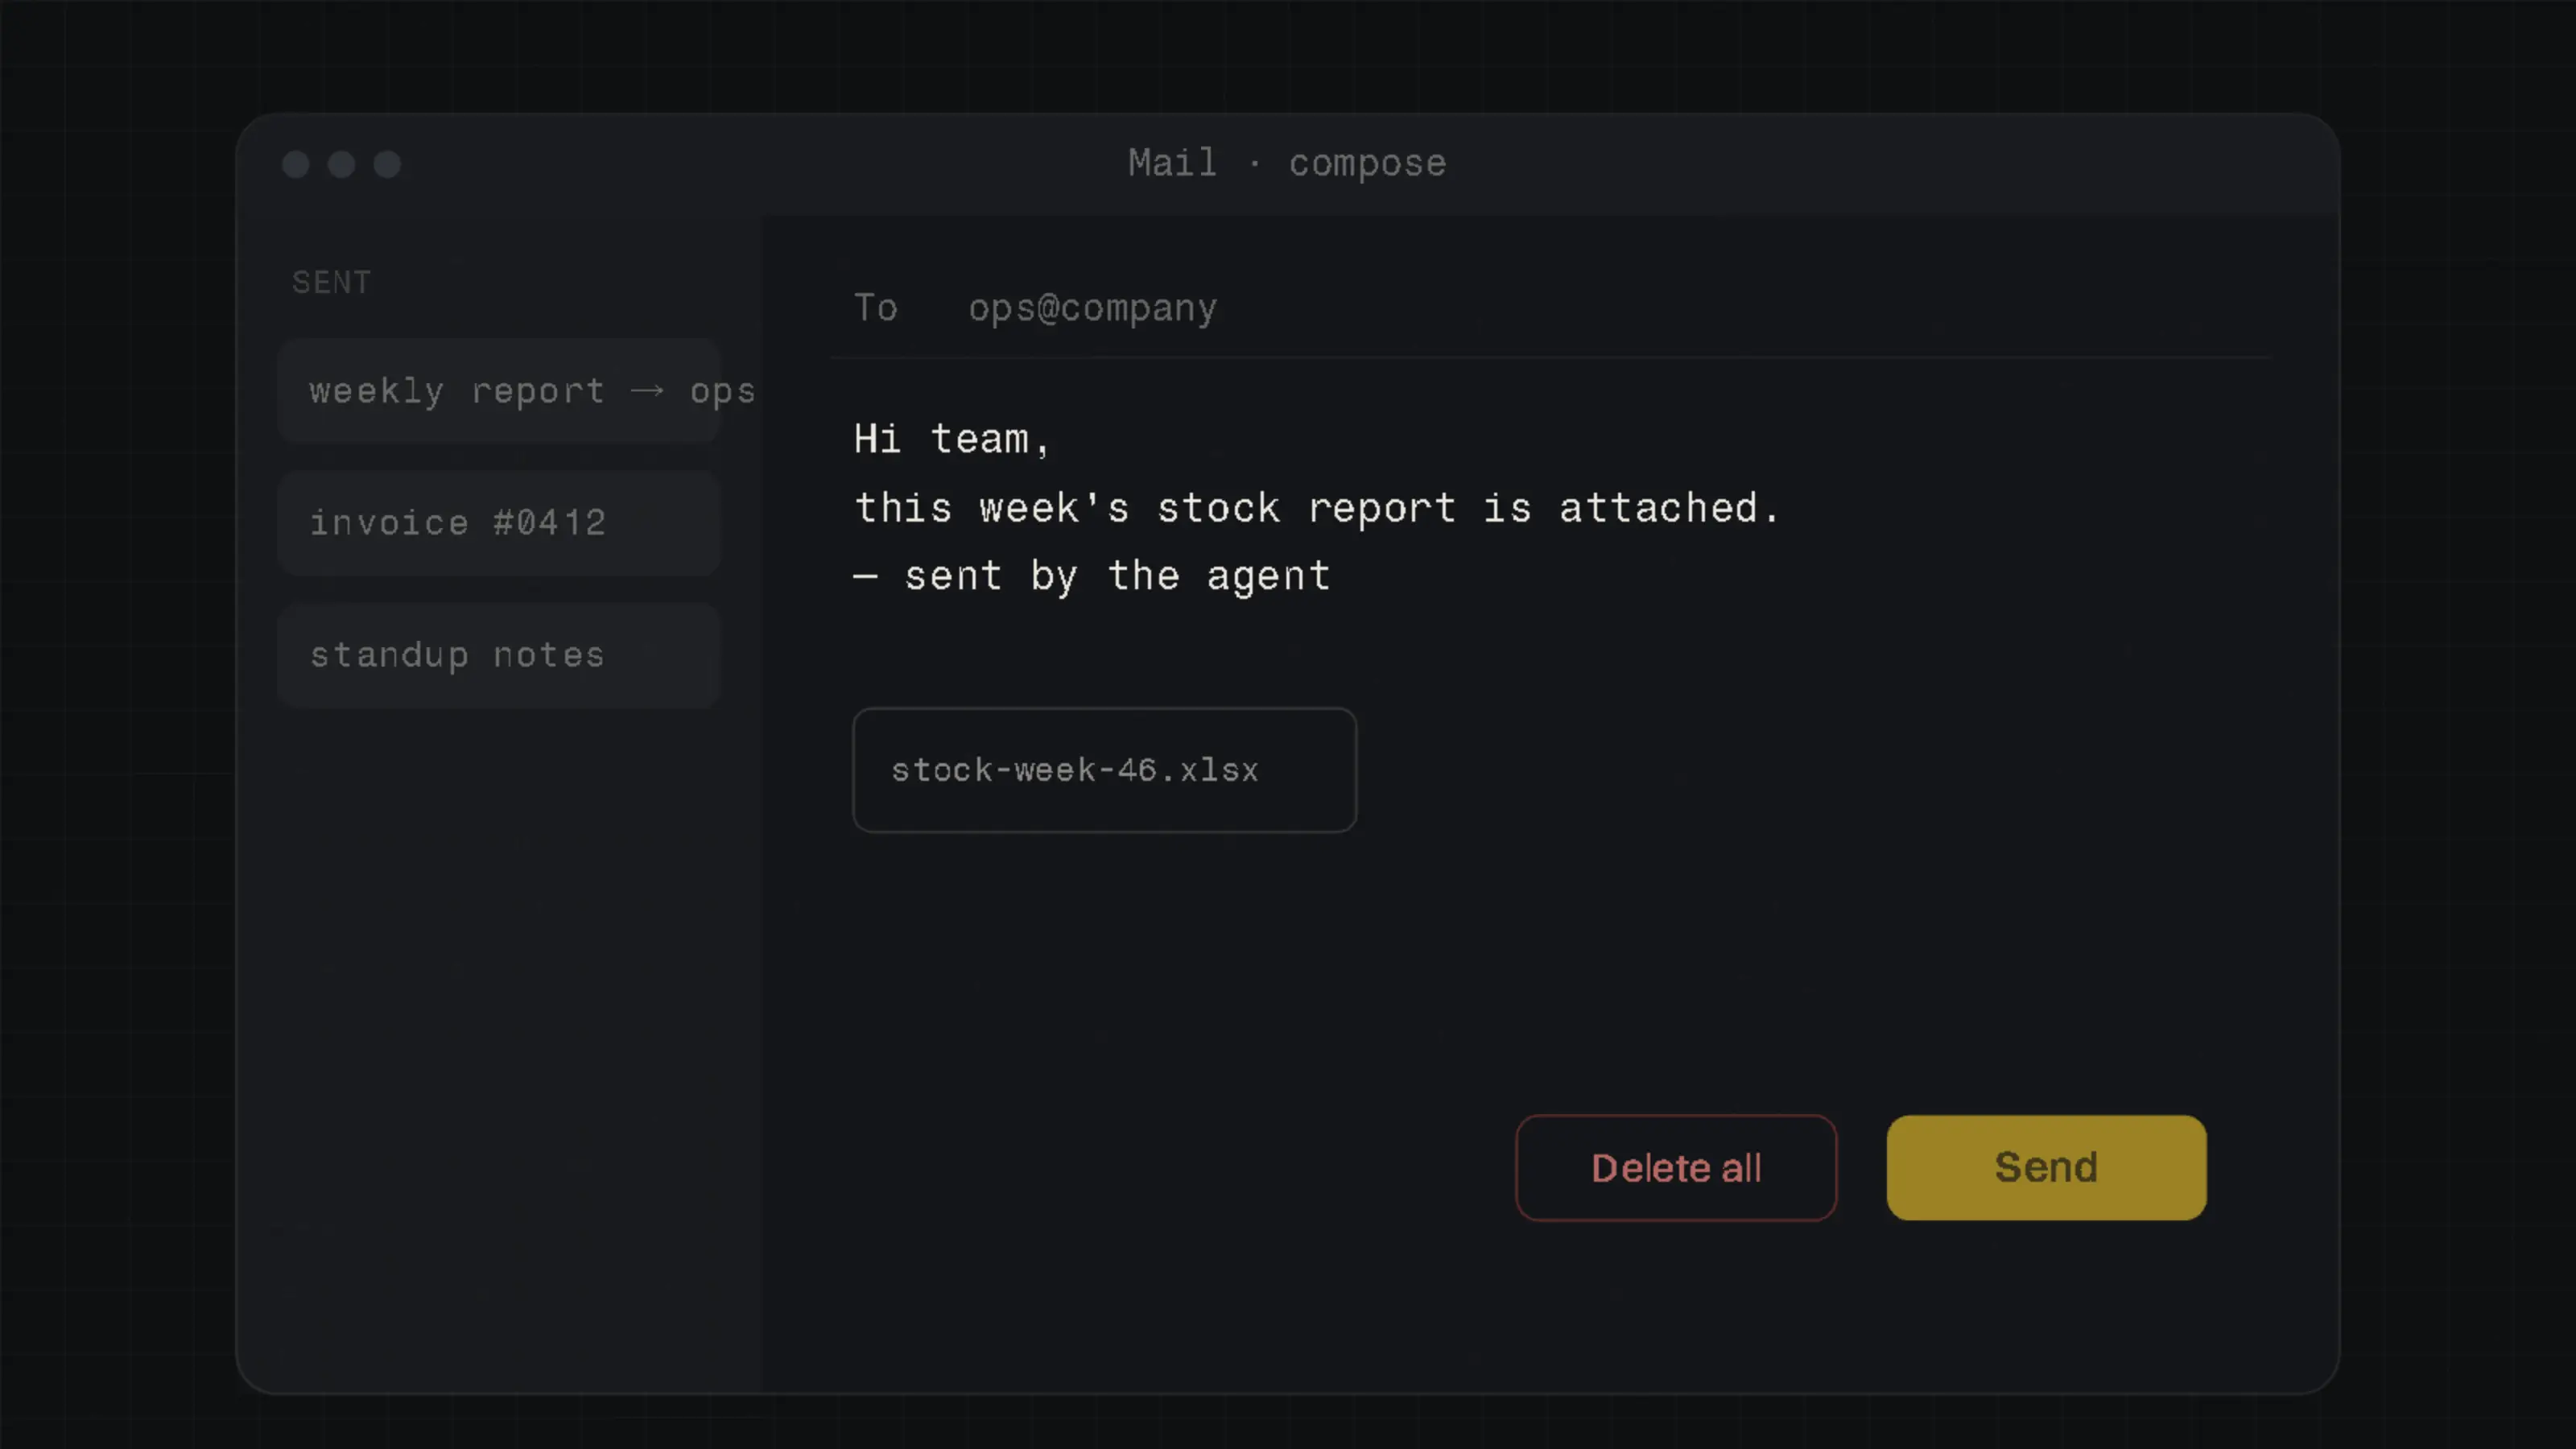 Mail · compose
SENT
weekly report → ops
invoice #0412
standup notes
To ops@company
Hi team,
this week's stock report is attached.
— sent by the agent
stock-week-46.xlsx
Delete all
Send